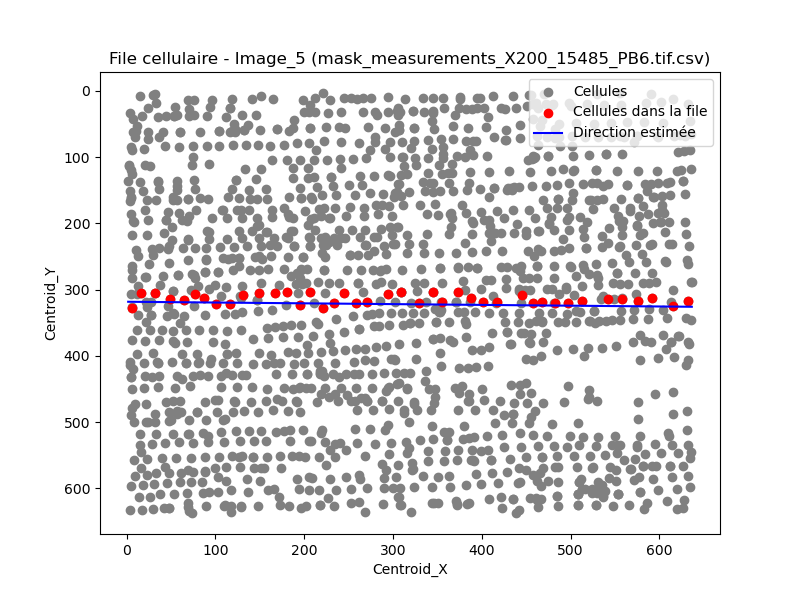 File cellulaire - Image_5 (mask_measurements_X200_15485_PB6.tif.csv)
Cellules
Cellules dans la file
Direction estimée
0
100
200
300
400
500
600
Centroid_Y
0 100 200 300 400 500 600
Centroid_X